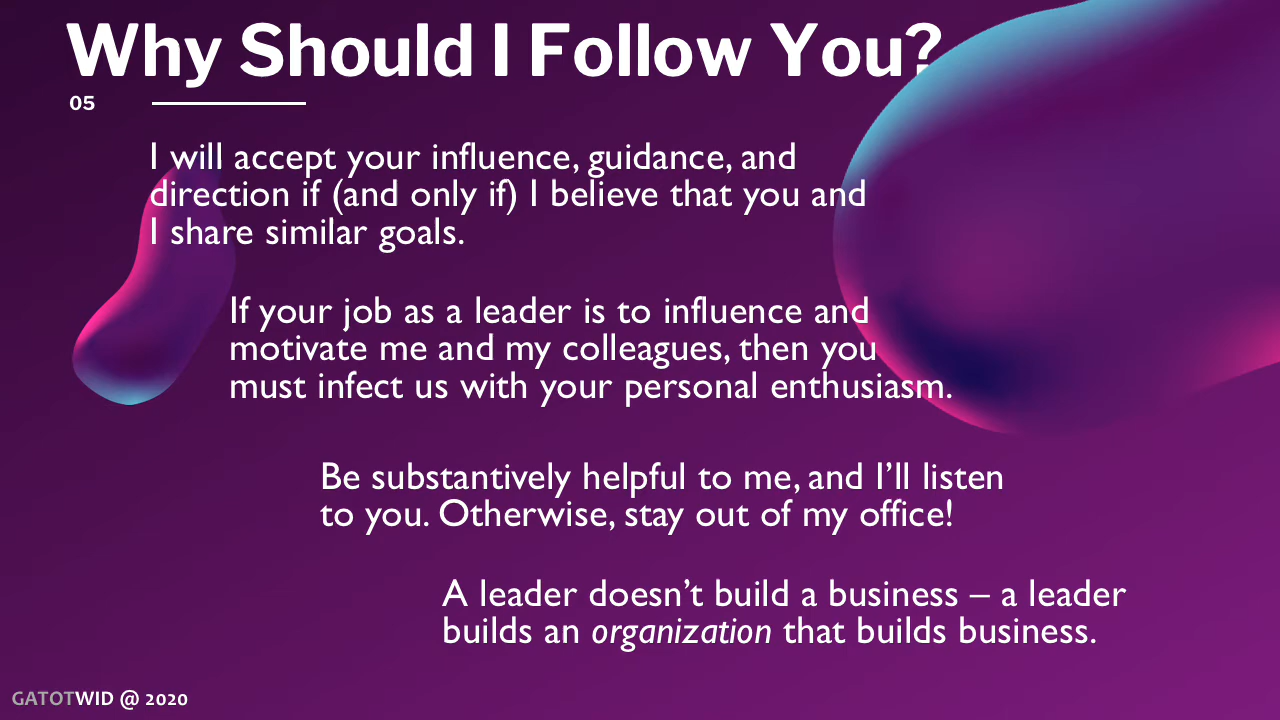 Why Should I Follow You?
05
I will accept your influence, guidance, and
direction if (and only if) I believe that you and
I share similar goals.
If your job as a leader is to influence and
motivate me and my colleagues, then you
must infect us with your personal enthusiasm.
Be substantively helpful to me, and I’ll listen
to you. Otherwise, stay out of my office!
A leader doesn’t build a business – a leader
builds an organization that builds business.
GATOTWID @ 2020